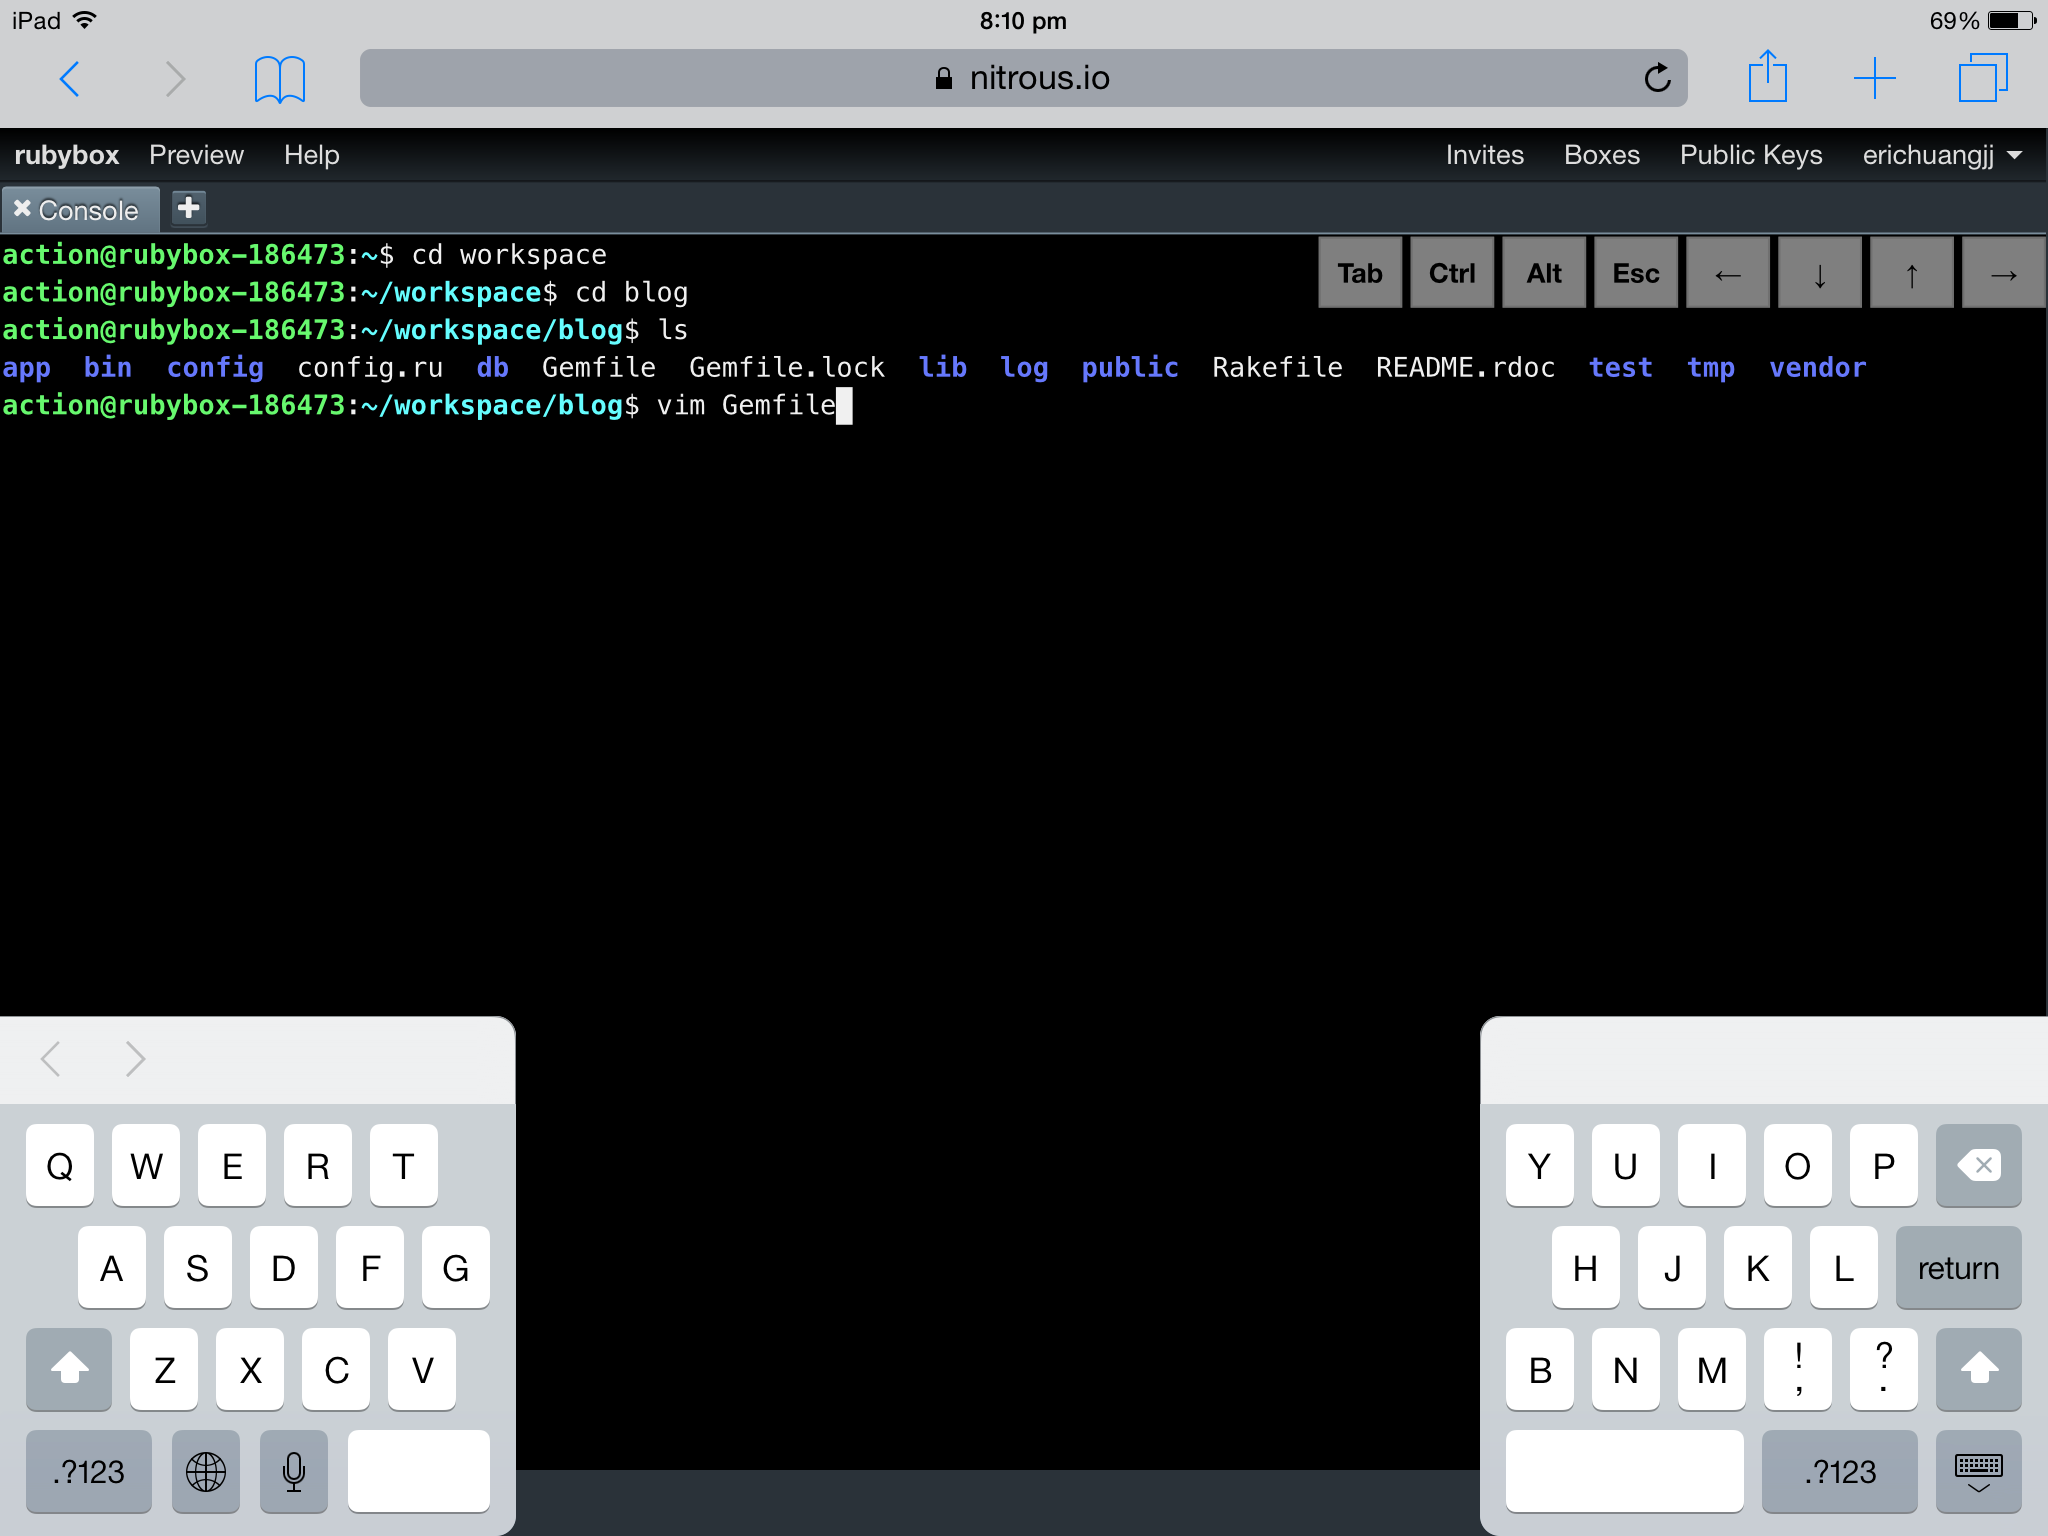 iPad 8:10 pm 69%
nitrous.io
rubybox Preview Help Invites Boxes Public Keys erichuangjj
Console
action@rubybox-186473:~$ cd workspace
Tab Ctrl Alt Esc ← ↓ ↑ →
action@rubybox-186473:~/workspace$ cd blog
action@rubybox-186473:~/workspace/blog$ ls
app bin config config.ru db Gemfile Gemfile.lock lib log public Rakefile README.rdoc test tmp vendor
action@rubybox-186473:~/workspace/blog$ vim Gemfile
Q W E R T Y U I O P
A S D F G H J K L return
Z X C V B N M ! , ? .
.?123 .?123